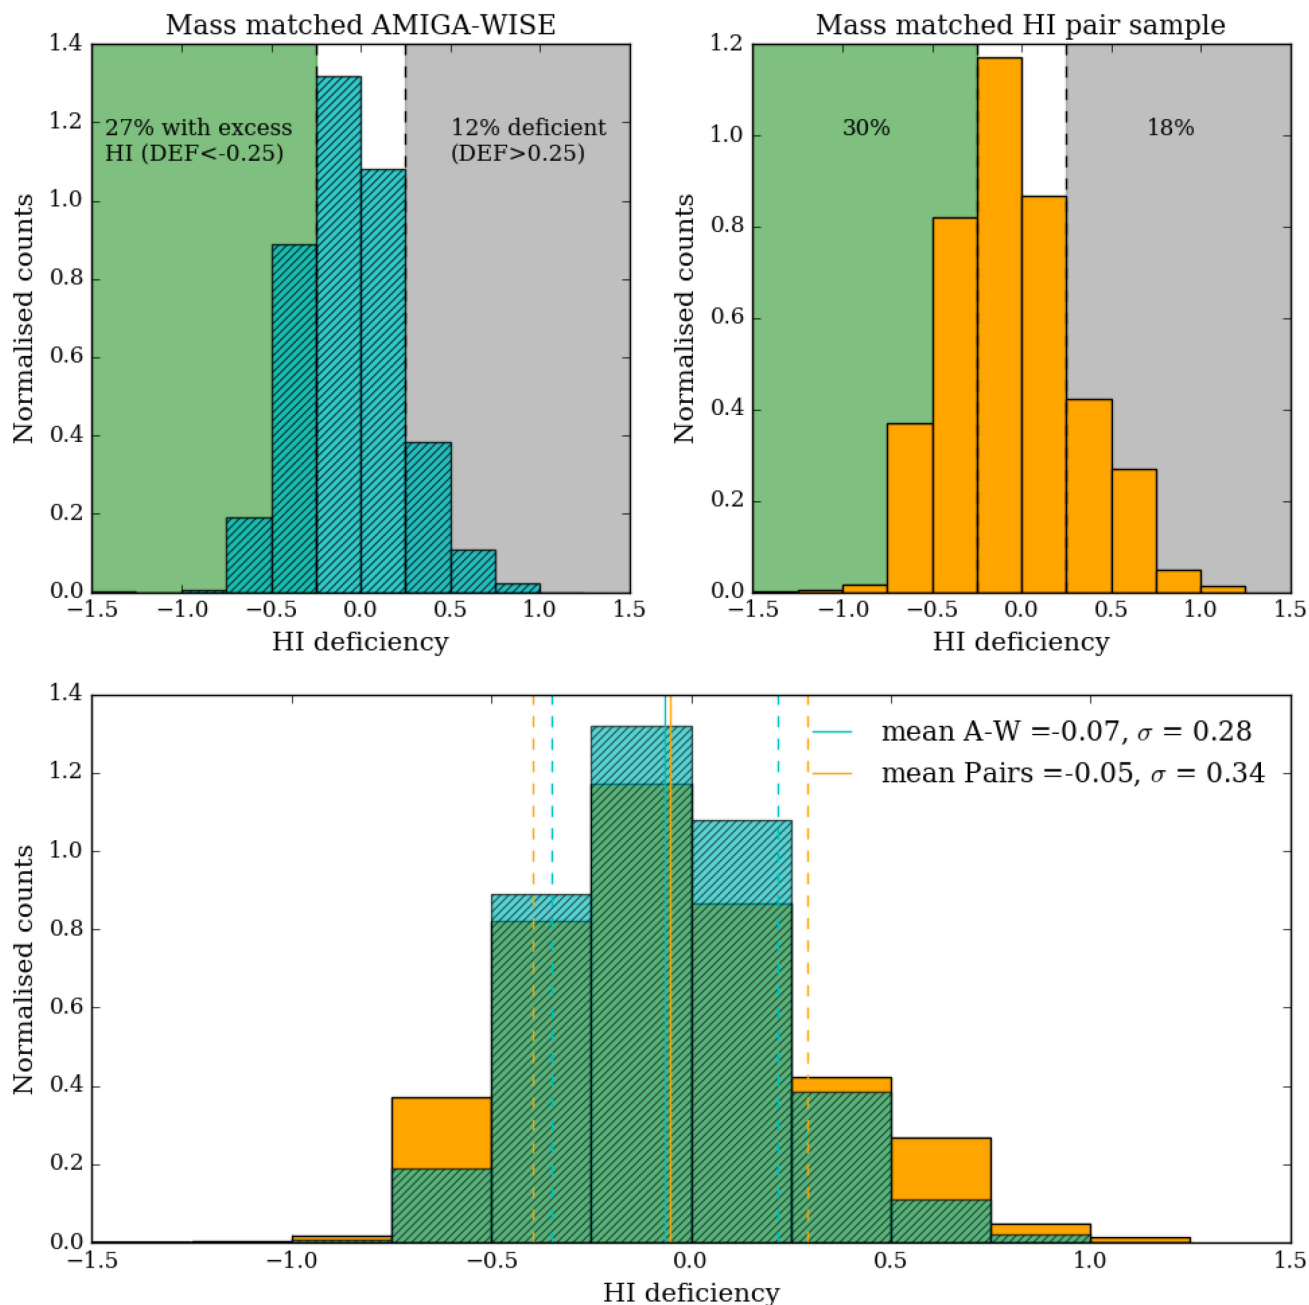 Mass matched AMIGA-WISE
1.4
1.2
1.0
0.8
0.6
0.4
0.2
0.0
27% with excess
HI (DEF<-0.25)
12% deficient
(DEF>0.25)
−1.5 −1.0 −0.5 0.0 0.5 1.0 1.5
HI deficiency
Normalised counts
Mass matched HI pair sample
1.2
1.0
0.8
0.6
0.4
0.2
0.0
30%
18%
−1.5 −1.0 −0.5 0.0 0.5 1.0 1.5
HI deficiency
Normalised counts
1.4
1.2
1.0
0.8
0.6
0.4
0.2
0.0
mean A-W =-0.07, σ = 0.28
mean Pairs =-0.05, σ = 0.34
−1.5 −1.0 −0.5 0.0 0.5 1.0 1.5
HI deficiency
Normalised counts